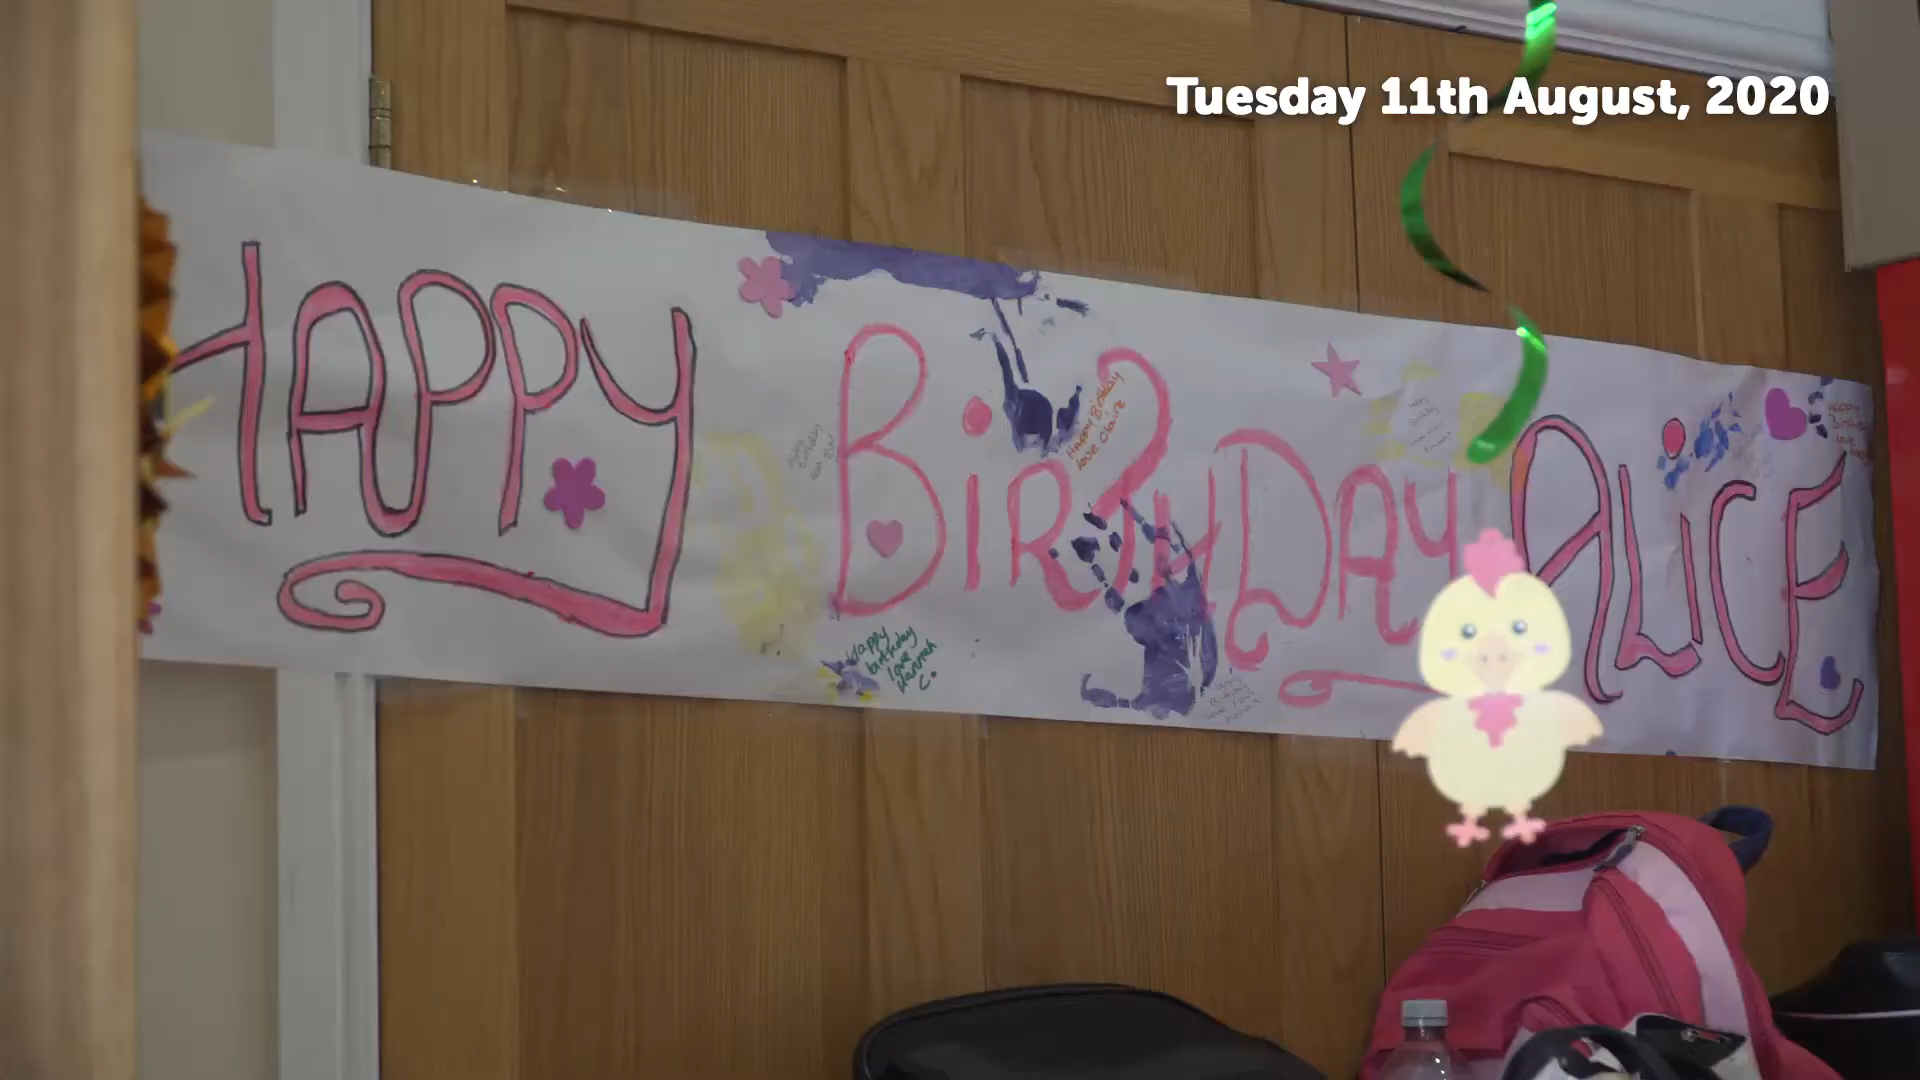 Tuesday 11th August, 2020
HAPPY BiRTHDAY ALiCE
Happy Birthday
love Claire
Happy
birthday
love
Hannah
C.